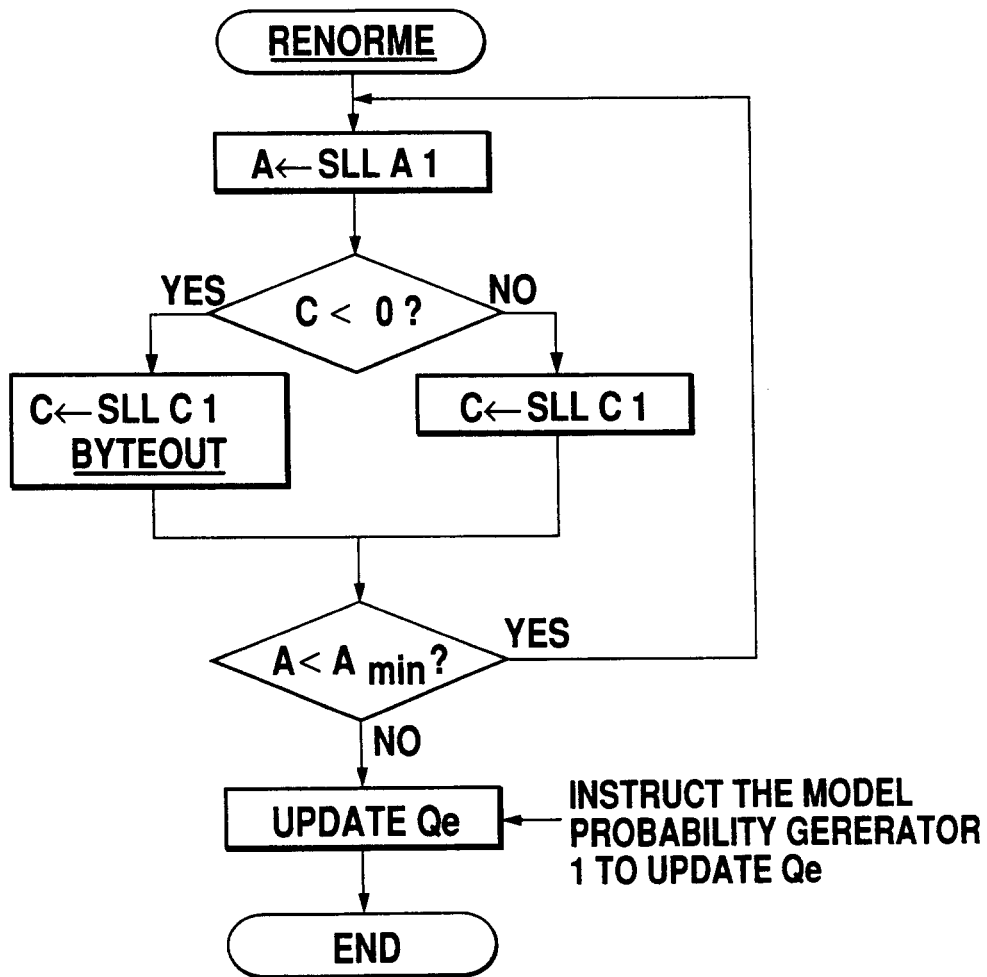 RENORME
A←SLL A 1
C < 0 ?
YES
NO
C←SLL C 1
BYTEOUT
C←SLL C 1
A < A min ?
YES
NO
UPDATE Qe
INSTRUCT THE MODEL
PROBABILITY GERERATOR
1 TO UPDATE Qe
END